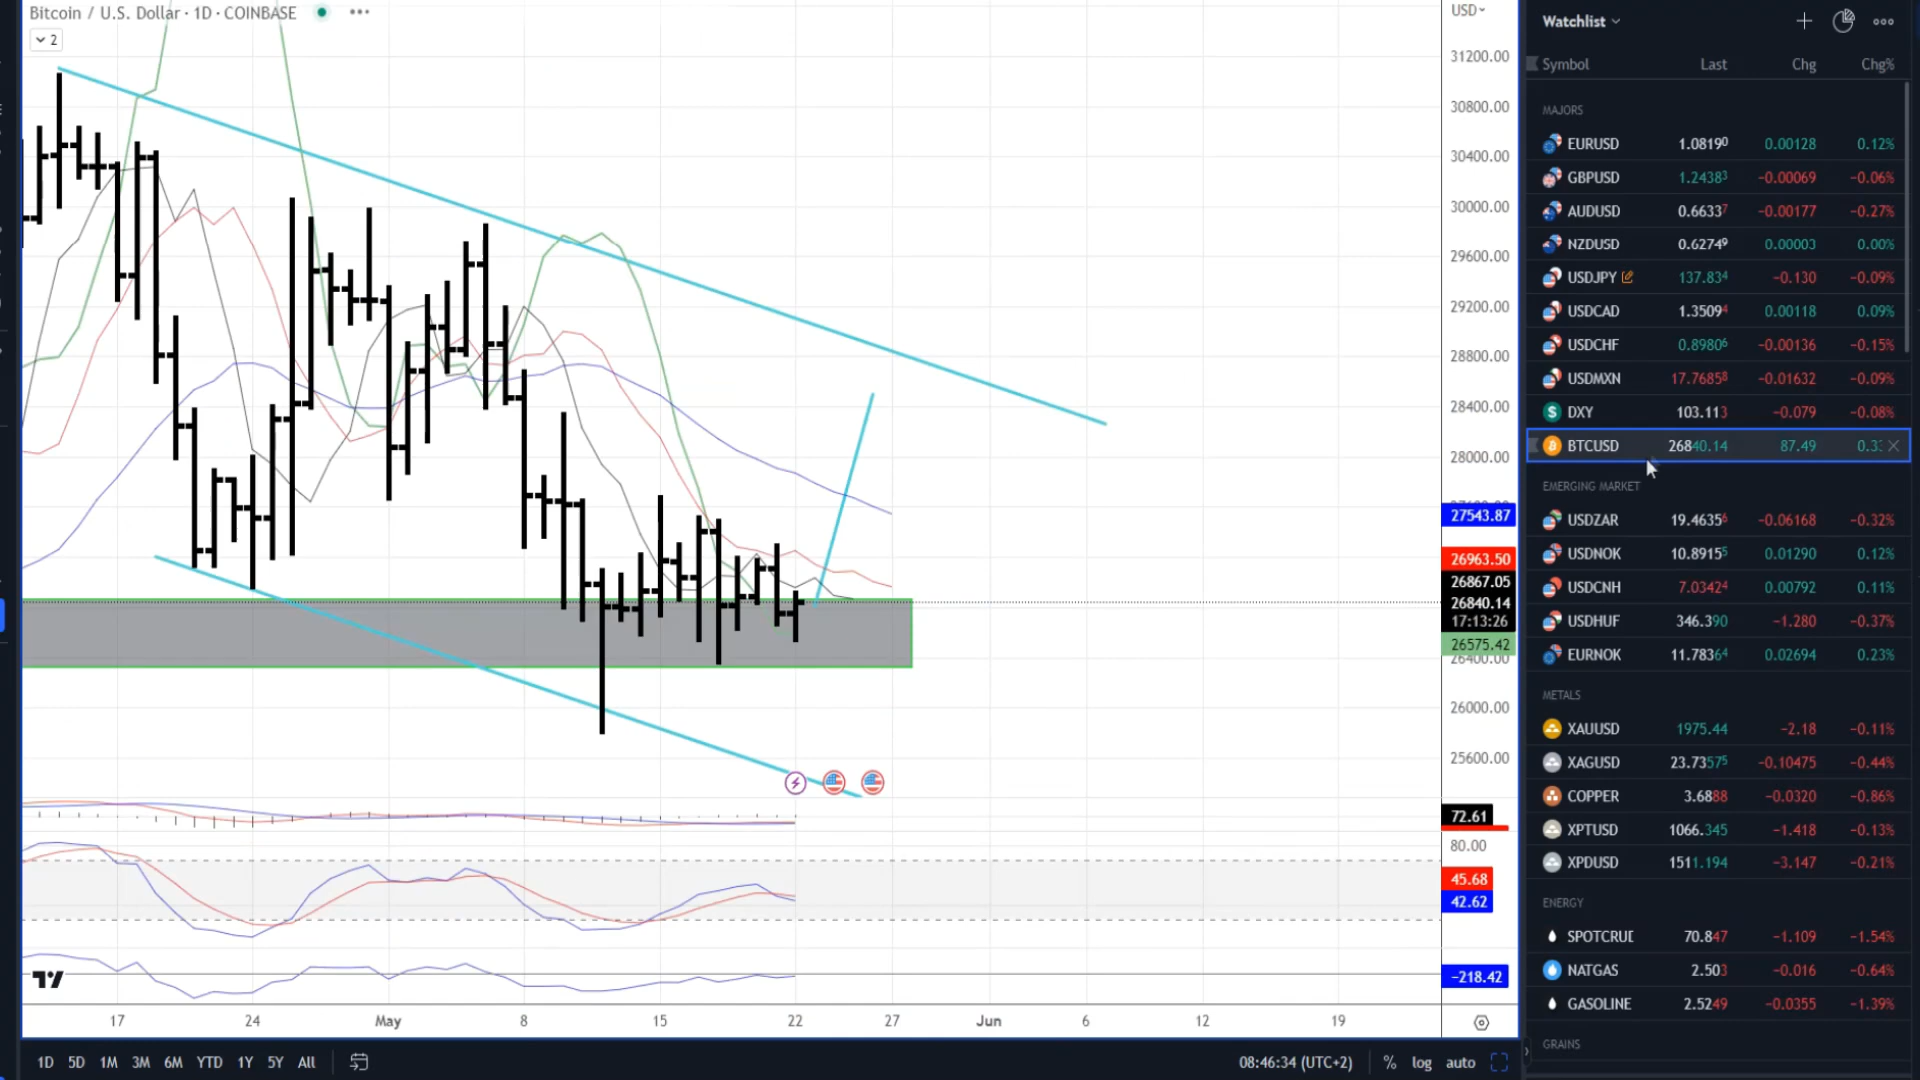 Bitcoin / U.S. Dollar · 1D · COINBASE
2
USD
31200.00
30800.00
30400.00
30000.00
29600.00
29200.00
28800.00
28400.00
28000.00
27543.87
26963.50
26867.05
26840.14
17:13:26
26575.42
26400.00
26000.00
25600.00
72.61
80.00
45.68
42.62
−218.42
17 24 May 8 15 22 27 Jun 6 12 19
1D 5D 1M 3M 6M YTD 1Y 5Y All
08:46:34 (UTC+2) % log auto
Watchlist
Symbol Last Chg Chg%
MAJORS
EURUSD 1.08190 0.00128 0.12%
GBPUSD 1.24383 −0.00069 −0.06%
AUDUSD 0.66337 −0.00177 −0.27%
NZDUSD 0.62749 0.00003 0.00%
USDJPY 137.834 −0.130 −0.09%
USDCAD 1.35094 0.00118 0.09%
USDCHF 0.89806 −0.00136 −0.15%
USDMXN 17.76858 −0.01632 −0.09%
DXY 103.113 −0.079 −0.08%
BTCUSD 26840.14 87.49
EMERGING MARKET
USDZAR 19.46356 −0.06168 −0.32%
USDNOK 10.89155 0.01290 0.12%
USDCNH 7.03424 0.00792 0.11%
USDHUF 346.390 −1.280 −0.37%
EURNOK 11.78364 0.02694 0.23%
METALS
XAUUSD 1975.44 −2.18 −0.11%
XAGUSD 23.73575 −0.10475 −0.44%
COPPER 3.6888 −0.0320 −0.86%
XPTUSD 1066.345 −1.418 −0.13%
XPDUSD 1511.194 −3.147 −0.21%
ENERGY
SPOTCRUD 70.847 −1.109 −1.54%
NATGAS 2.503 −0.016 −0.64%
GASOLINE 2.5249 −0.0355 −1.39%
GRAINS